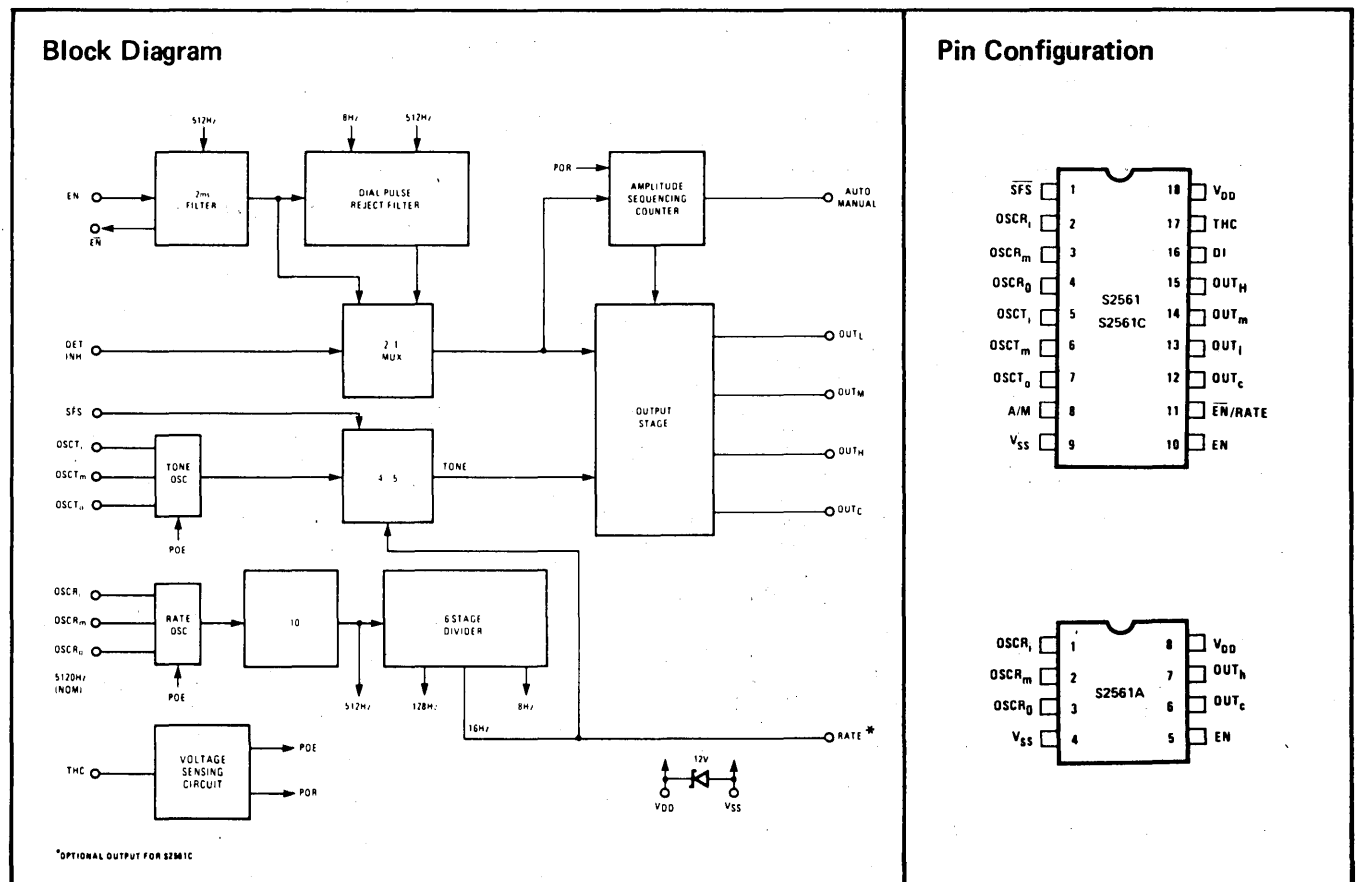 Block Diagram
512Hz
8Hz
512Hz
EN
EN
2ms
FILTER
DIAL PULSE
REJECT FILTER
POR
AMPLITUDE
SEQUENCING
COUNTER
AUTO
MANUAL
DET
INH
2 1
MUX
OUTL
OUTM
OUTH
OUTC
OUTPUT
STAGE
SFS
OSCTi
OSCTm
OSCTo
TONE
OSC
POE
4 5
TONE
OSCRi
OSCRm
OSCRo
5120Hz
(NOM)
RATE
OSC
POE
10
512Hz
6 STAGE
DIVIDER
128Hz
16Hz
8Hz
RATE *
THC
VOLTAGE
SENSING
CIRCUIT
POE
POR
12V
VDD
VSS
*OPTIONAL OUTPUT FOR S2561C
Pin Configuration
SFS 1 18 VDD
OSCRi 2 17 THC
OSCRm 3 16 DI
OSCR0 4 15 OUTH
OSCTi 5 14 OUTm
OSCTm 6 13 OUTl
OSCTo 7 12 OUTc
A/M 8 11 EN/RATE
VSS 9 10 EN
S2561
S2561C
OSCRi 1 8 VDD
OSCRm 2 7 OUTh
OSCR0 3 6 OUTc
VSS 4 5 EN
S2561A